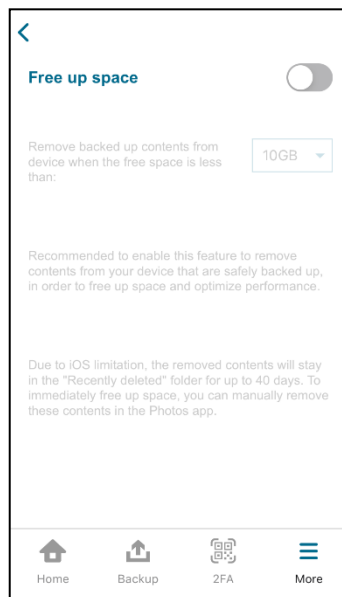 Free up space
Remove backed up contents from
device when the free space is less
than:
10GB
Recommended to enable this feature to remove
contents from your device that are safely backed up,
in order to free up space and optimize performance.
Due to iOS limitation, the removed contents will stay
in the "Recently deleted" folder for up to 40 days. To
immediately free up space, you can manually remove
these contents in the Photos app.
Home Backup 2FA More